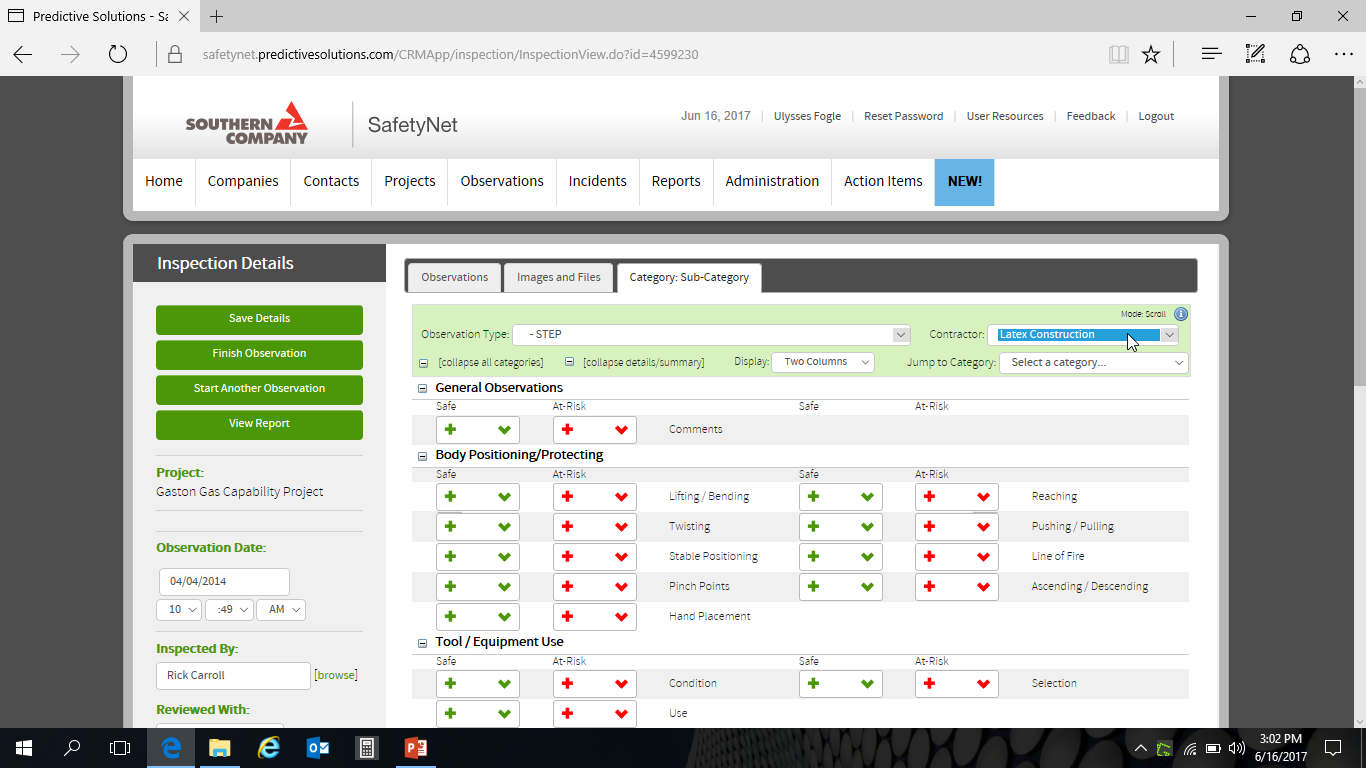 Predictive Solutions - Sa
safetynet.predictivesolutions.com/CRMApp/inspection/InspectionView.do?id=4599230
SOUTHERN COMPANY
SafetyNet
Jun 16, 2017 | Ulysses Fogle | Reset Password | User Resources | Feedback | Logout
Home Companies Contacts Projects Observations Incidents Reports Administration Action Items NEW!
Inspection Details
Save Details
Finish Observation
Start Another Observation
View Report
Project:
Gaston Gas Capability Project
Observation Date:
04/04/2014
10 :49 AM
Inspected By:
Rick Carroll [browse]
Reviewed With:
Observations Images and Files Category: Sub-Category
Mode: Scroll
Observation Type: - STEP Contractor: Latex Construction
[collapse all categories] [collapse details/summary] Display: Two Columns Jump to Category: Select a category...
General Observations
Safe At-Risk Safe At-Risk
Comments
Body Positioning/Protecting
Safe At-Risk Safe At-Risk
Lifting / Bending Reaching
Twisting Pushing / Pulling
Stable Positioning Line of Fire
Pinch Points Ascending / Descending
Hand Placement
Tool / Equipment Use
Safe At-Risk Safe At-Risk
Condition Selection
Use
3:02 PM
6/16/2017